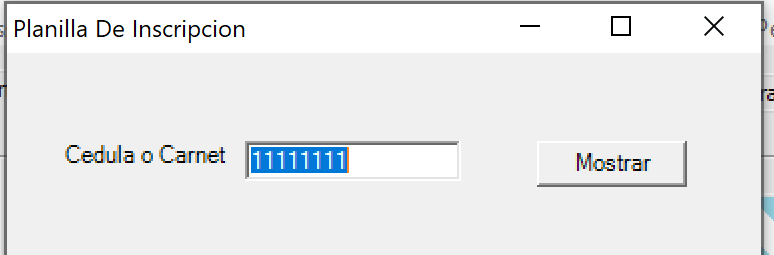 Planilla De Inscripcion
Cedula o Carnet 11111111 Mostrar